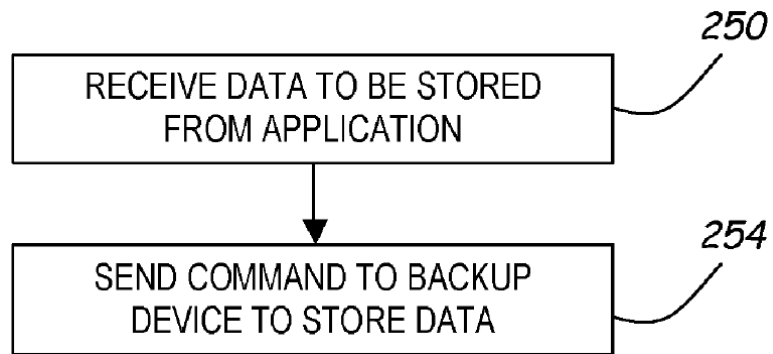 250
RECEIVE DATA TO BE STORED
FROM APPLICATION
254
SEND COMMAND TO BACKUP
DEVICE TO STORE DATA